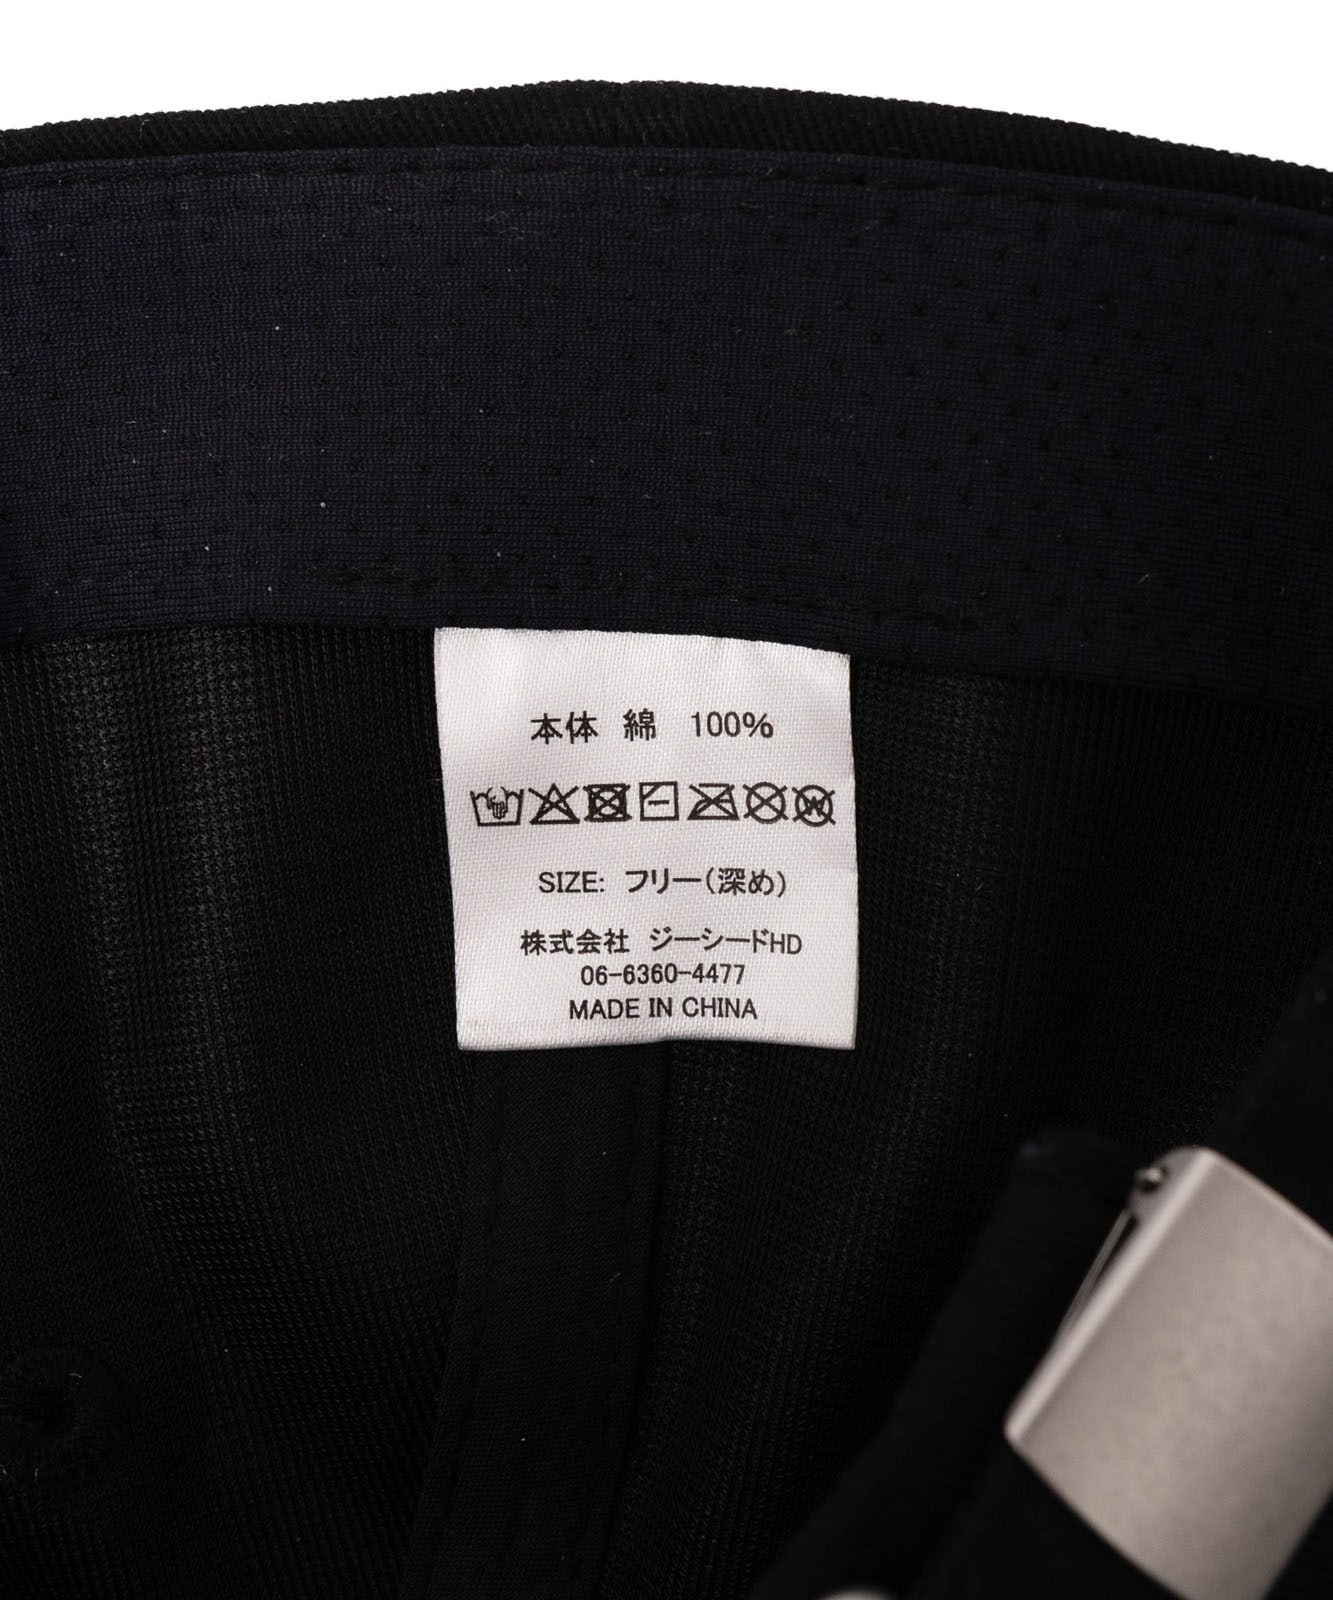 本体 綿 100%
SIZE: フリー(深め)
株式会社 ジーシードHD
06-6360-4477
MADE IN CHINA